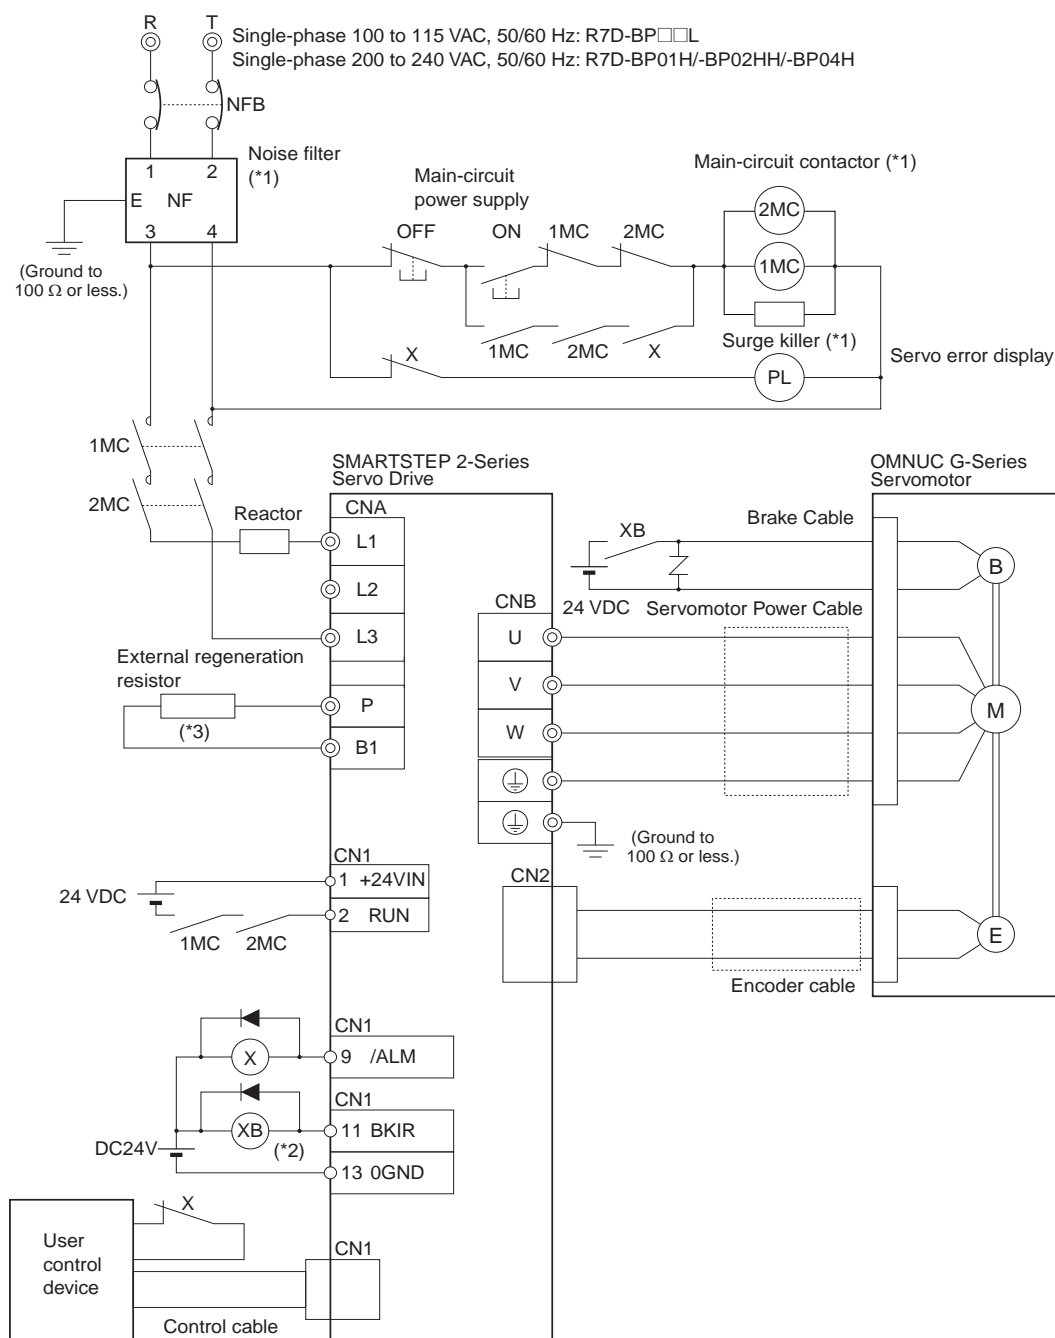 R T
Single-phase 100 to 115 VAC, 50/60 Hz: R7D-BP□□L
Single-phase 200 to 240 VAC, 50/60 Hz: R7D-BP01H/-BP02HH/-BP04H
NFB
Noise filter
(*1)
1 2
E NF
3 4
(Ground to
100 Ω or less.)
Main-circuit
power supply
OFF ON 1MC 2MC
Main-circuit contactor (*1)
2MC
1MC
1MC 2MC X
Surge killer (*1)
X
PL
Servo error display
1MC
2MC
Reactor
SMARTSTEP 2-Series
Servo Drive
CNA
L1
L2
L3
External regeneration
resistor
(*3)
P
B1
OMNUC G-Series
Servomotor
XB
Brake Cable
24 VDC
B
CNB
Servomotor Power Cable
U
V
W
M
(Ground to
100 Ω or less.)
CN1
24 VDC
1 +24VIN
2 RUN
1MC 2MC
CN2
E
Encoder cable
CN1
X
9 /ALM
CN1
XB
(*2)
11 BKIR
DC24V
13 0GND
X
User
control
device
CN1
Control cable